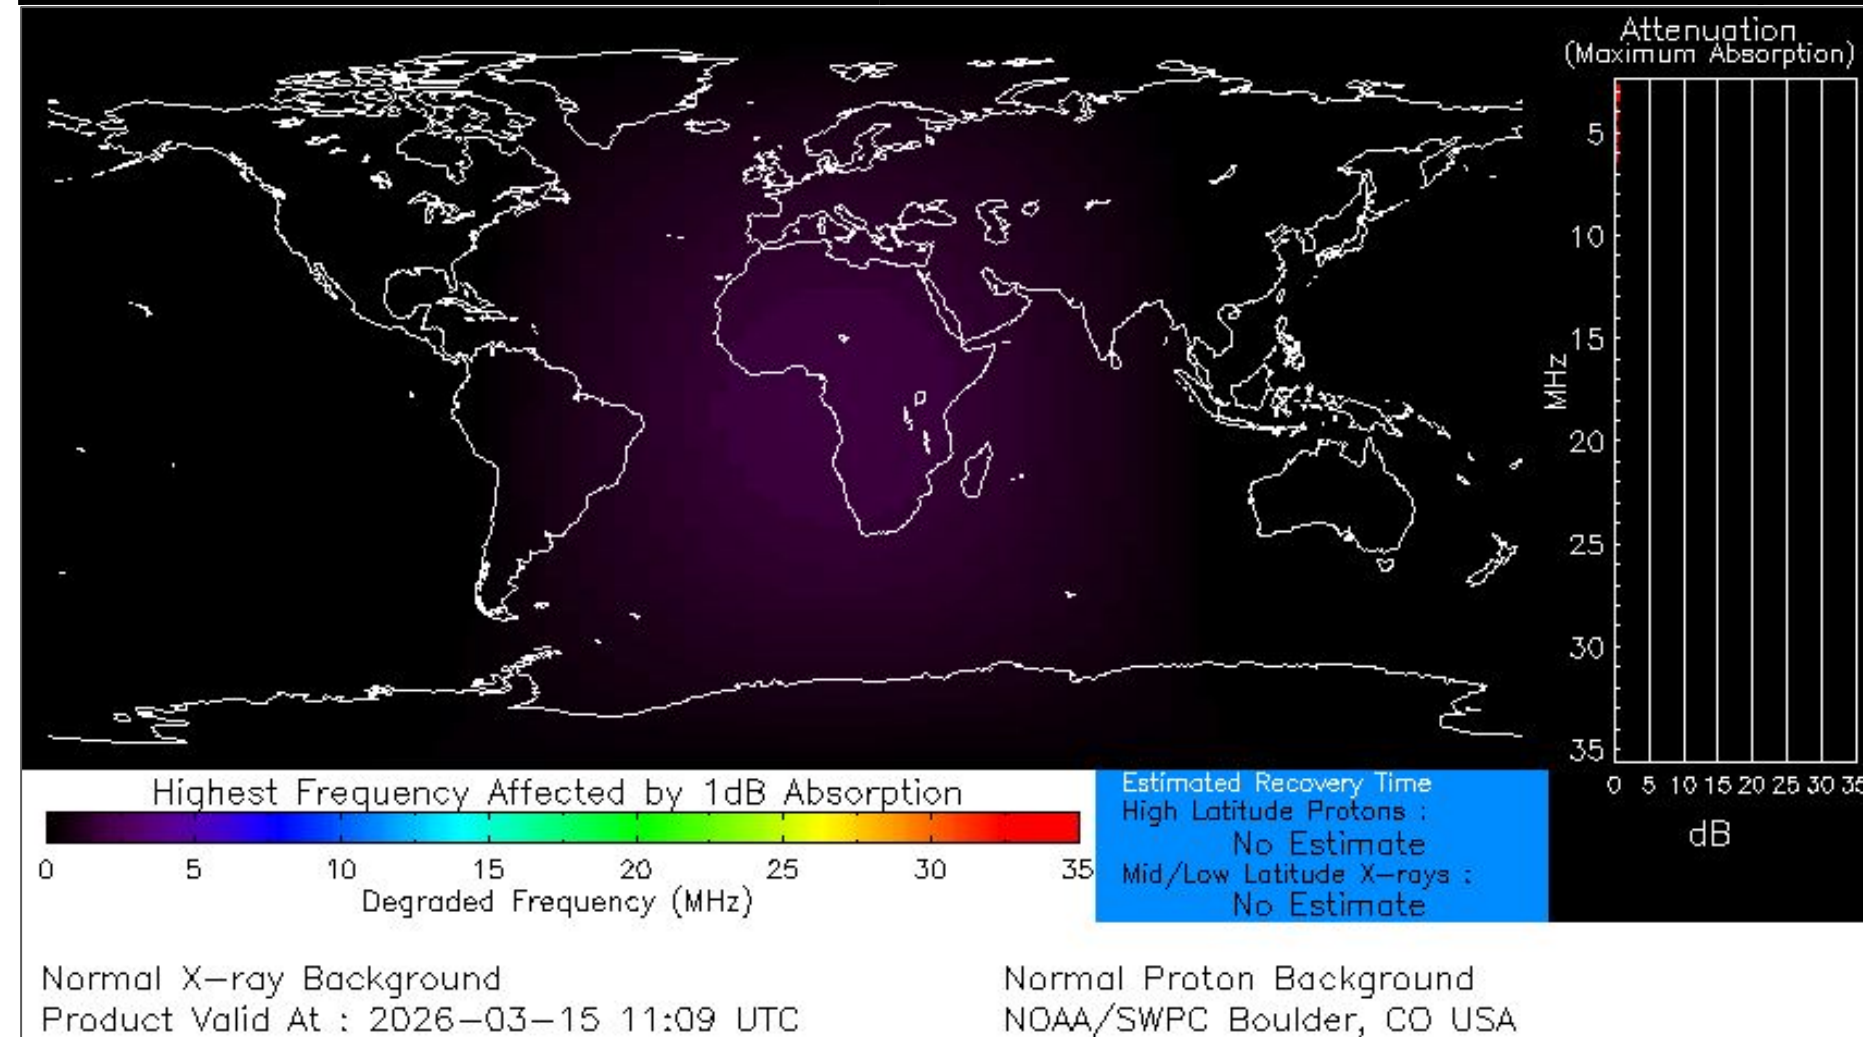 Attenuation
(Maximum Absorption)
5
10
15
20
25
30
35
MHz
0 5 10 15 20 25 30 35
dB
Highest Frequency Affected by 1dB Absorption
0 5 10 15 20 25 30 35
Degraded Frequency (MHz)
Estimated Recovery Time
High Latitude Protons :
No Estimate
Mid/Low Latitude X-rays :
No Estimate
Normal X-ray Background
Normal Proton Background
Product Valid At : 2026-03-15 11:09 UTC
NOAA/SWPC Boulder, CO USA